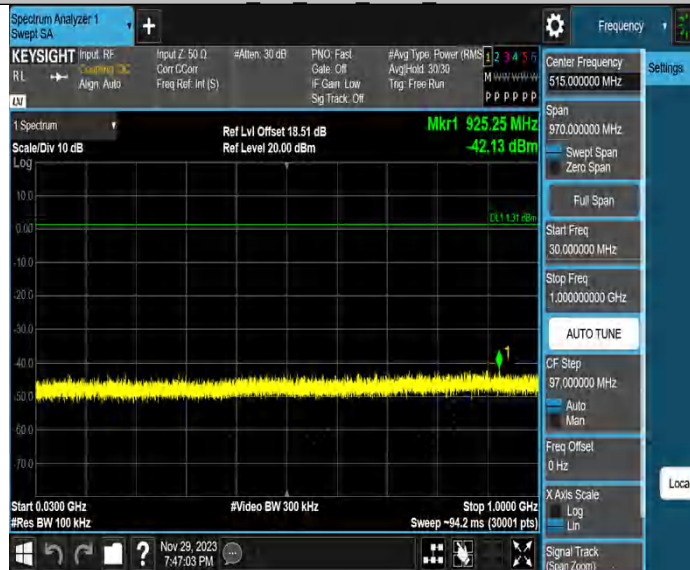 Spectrum Analyzer 1
Swept SA
+
Frequency
KEYSIGHT Input: RF
RL
Coupling: DC
Align: Auto
Input Z: 50 Ω
Corr CCorr
Freq Ref: Int (S)
#Atten: 30 dB
PNO: Fast
Gate: Off
IF Gain: Low
Sig Track: Off
#Avg Type: Power (RMS
Avg|Hold: 30/30
Trig: Free Run
1 2 3 4 5 6
M W W W W W
P P P P P P
LXI
Center Frequency
515.000000 MHz
Settings
Span
970.000000 MHz
Swept Span
Zero Span
Full Span
Start Freq
30.000000 MHz
Stop Freq
1.000000000 GHz
AUTO TUNE
CF Step
97.000000 MHz
Auto
Man
Freq Offset
0 Hz
X Axis Scale
Log
Lin
Signal Track
(Span Zoom)
Loca
1 Spectrum
Scale/Div 10 dB
Log
Ref Lvl Offset 18.51 dB
Ref Level 20.00 dBm
Mkr1 925.25 MHz
-42.13 dBm
10.0
0.00
DL1 1.31 dBm
-20.0
-30.0
-40.0
-50.0
-60.0
-70.0
1
Start 0.0300 GHz
#Res BW 100 kHz
#Video BW 300 kHz
Stop 1.0000 GHz
Sweep ~94.2 ms (30001 pts)
?
Nov 29, 2023
7:47:03 PM